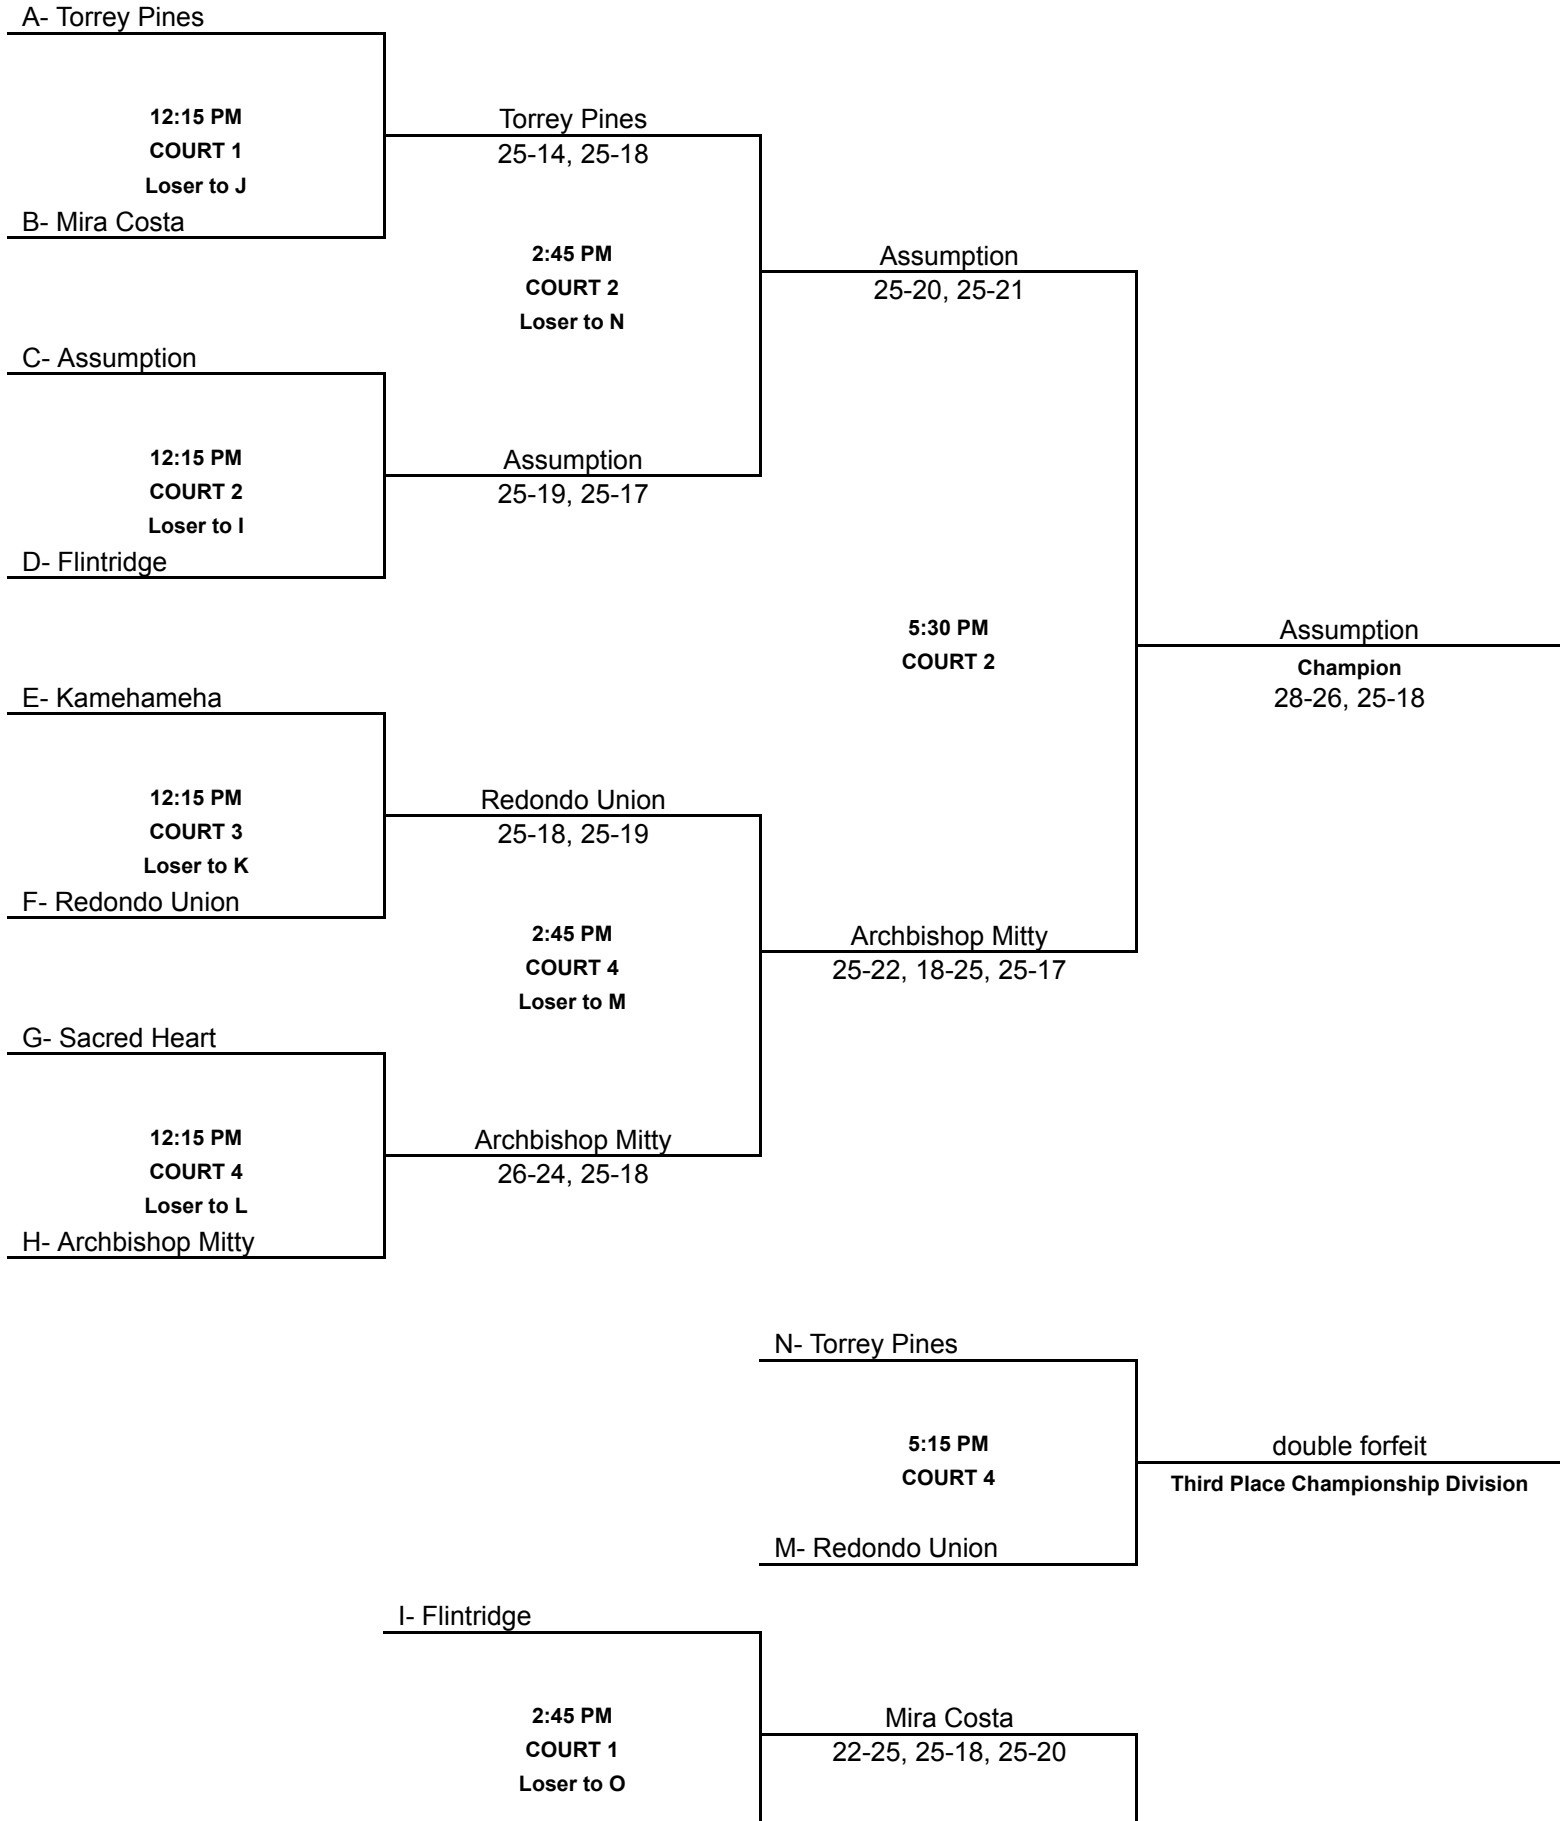 A- Torrey Pines
12:15 PM
COURT 1
Loser to J
B- Mira Costa
Torrey Pines
25-14, 25-18
2:45 PM
COURT 2
Loser to N
Assumption
25-20, 25-21
C- Assumption
12:15 PM
COURT 2
Loser to I
D- Flintridge
Assumption
25-19, 25-17
5:30 PM
COURT 2
Assumption
Champion
28-26, 25-18
E- Kamehameha
12:15 PM
COURT 3
Loser to K
F- Redondo Union
Redondo Union
25-18, 25-19
2:45 PM
COURT 4
Loser to M
Archbishop Mitty
25-22, 18-25, 25-17
G- Sacred Heart
12:15 PM
COURT 4
Loser to L
H- Archbishop Mitty
Archbishop Mitty
26-24, 25-18
N- Torrey Pines
5:15 PM
COURT 4
M- Redondo Union
double forfeit
Third Place Championship Division
I- Flintridge
2:45 PM
COURT 1
Loser to O
Mira Costa
22-25, 25-18, 25-20